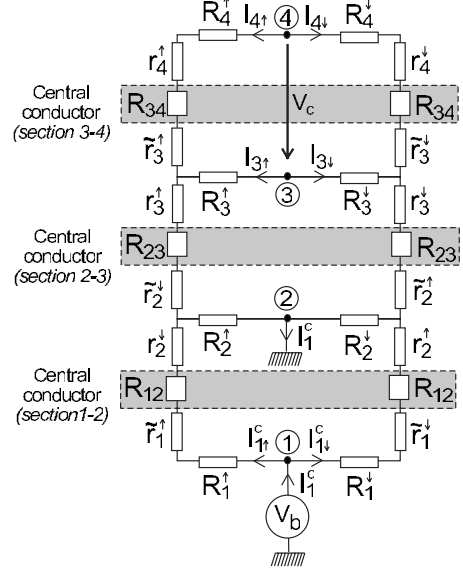 R₄↑ I₄↑ ④ I₄↓ R₄↓
r₄↑ r₄↓
Central
conductor
(section 3-4)
R₃₄ V_c R₃₄
r̃₃↑ r̃₃↓
I₃↑ I₃↓
R₃↑ ③ R₃↓
r₃↑ r₃↓
Central
conductor
(section 2-3)
R₂₃ R₂₃
r̃₂↓ r̃₂↑
②
R₂↑ I₁ᶜ R₂↓
r₂↓ r₂↑
Central
conductor
(section1-2)
R₁₂ R₁₂
r̃₁↑ I₁↑ᶜ ① I₁↓ᶜ r̃₁↓
R₁↑ I₁ᶜ R₁↓
V_b